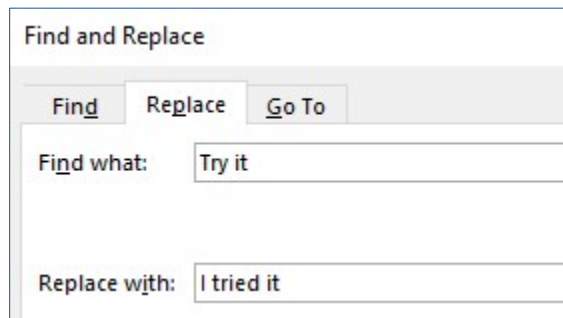 Find and Replace
Find Replace Go To
Find what: Try it
Replace with: I tried it